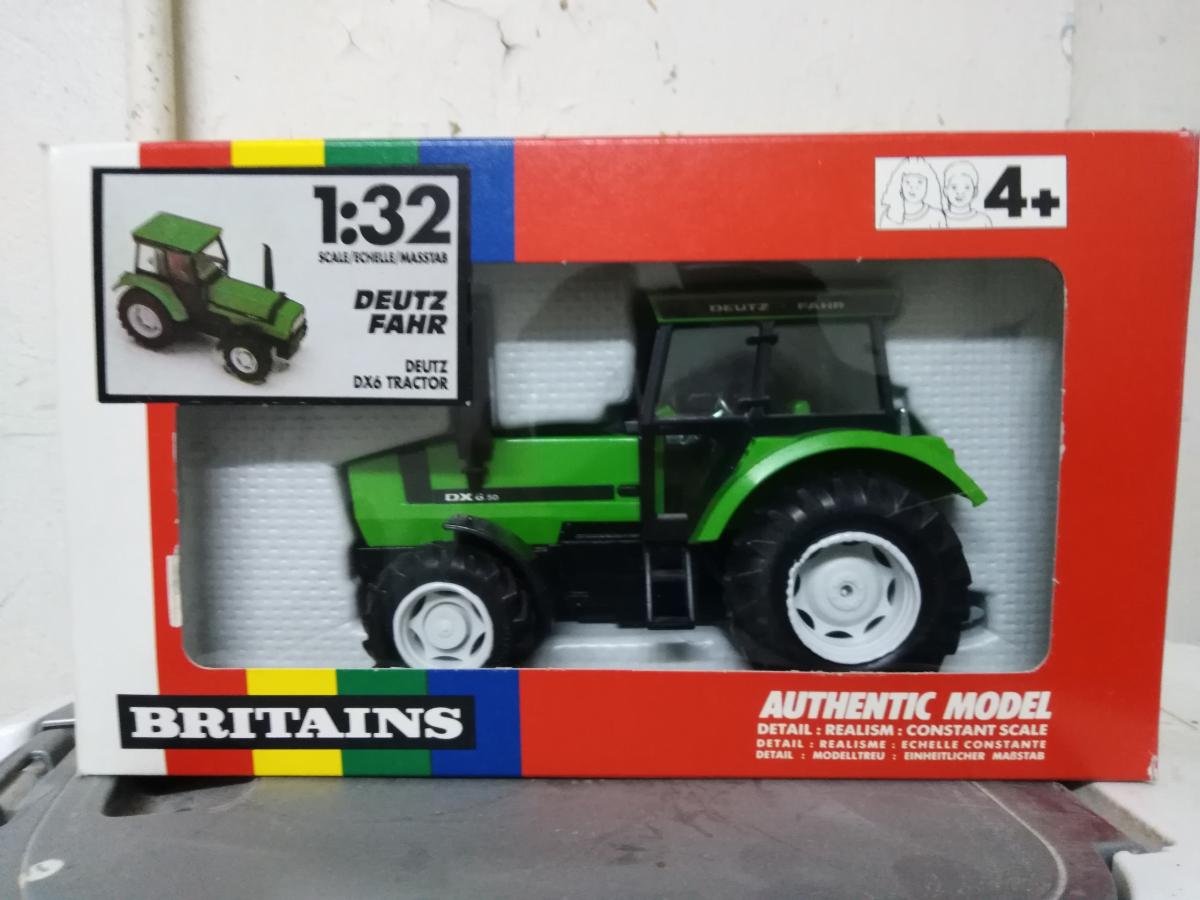 1:32
SCALE/ECHELLE/MASSTAB
DEUTZ
FAHR
DEUTZ
DX6 TRACTOR
4+
DEUTZ FAHR
DX 6.50
BRITAINS
AUTHENTIC MODEL
DETAIL : REALISM : CONSTANT SCALE
DETAIL : REALISME : ECHELLE CONSTANTE
DETAIL : MODELLTREU : EINHEITLICHER MAßSTAB